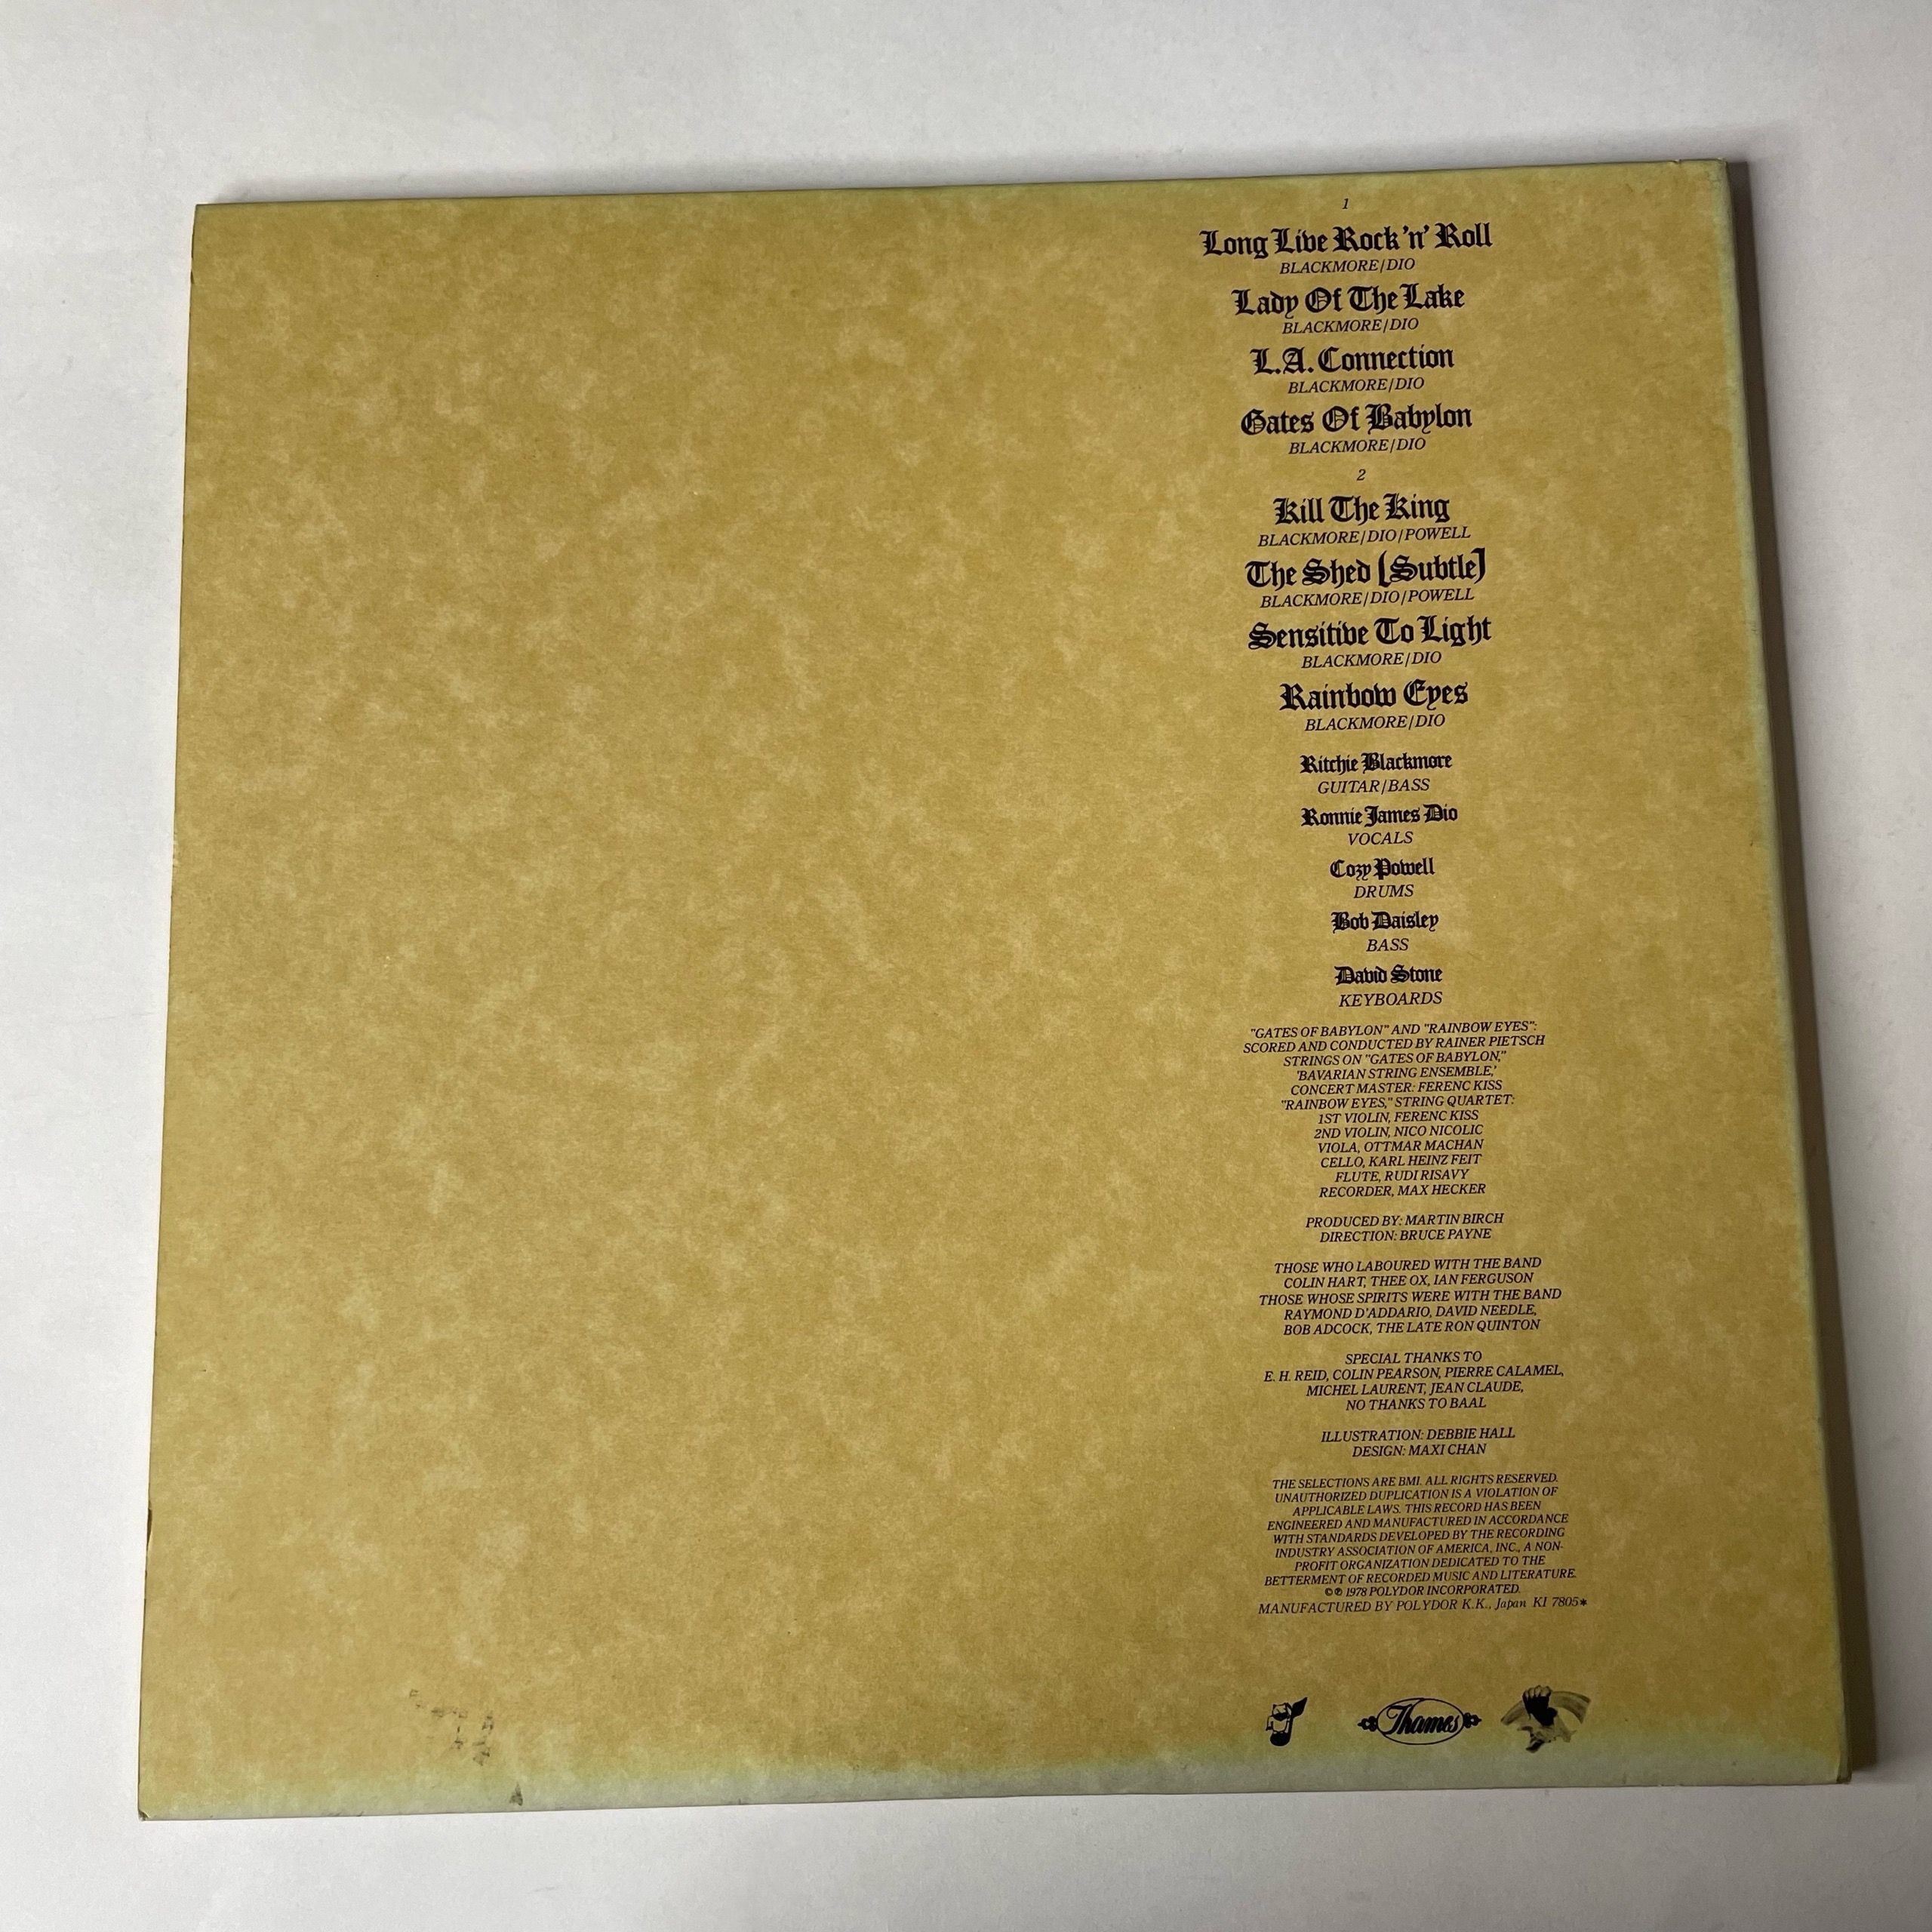 1
Long Live Rock 'n' Roll
BLACKMORE/DIO
Lady Of The Lake
BLACKMORE/DIO
L.A. Connection
BLACKMORE/DIO
Gates Of Babylon
BLACKMORE/DIO
2
Kill The King
BLACKMORE/DIO/POWELL
The Shed [Subtle]
BLACKMORE/DIO/POWELL
Sensitive To Light
BLACKMORE/DIO
Rainbow Eyes
BLACKMORE/DIO
Ritchie Blackmore
GUITAR/BASS
Ronnie James Dio
VOCALS
Cozy Powell
DRUMS
Bob Daisley
BASS
David Stone
KEYBOARDS
"GATES OF BABYLON" AND "RAINBOW EYES":
SCORED AND CONDUCTED BY RAINER PIETSCH
STRINGS ON "GATES OF BABYLON,"
'BAVARIAN STRING ENSEMBLE,'
CONCERT MASTER: FERENC KISS
"RAINBOW EYES," STRING QUARTET:
1ST VIOLIN, FERENC KISS
2ND VIOLIN, NICO NICOLIC
VIOLA, OTTMAR MACHAN
CELLO, KARL HEINZ FEIT
FLUTE, RUDI RISAVY
RECORDER, MAX HECKER
PRODUCED BY: MARTIN BIRCH
DIRECTION: BRUCE PAYNE
THOSE WHO LABOURED WITH THE BAND
COLIN HART, THEE OX, IAN FERGUSON
THOSE WHOSE SPIRITS WERE WITH THE BAND
RAYMOND D'ADDARIO, DAVID NEEDLE,
BOB ADCOCK, THE LATE RON QUINTON
SPECIAL THANKS TO
E. H. REID, COLIN PEARSON, PIERRE CALAMEL,
MICHEL LAURENT, JEAN CLAUDE,
NO THANKS TO BAAL
ILLUSTRATION: DEBBIE HALL
DESIGN: MAXI CHAN
THE SELECTIONS ARE BMI. ALL RIGHTS RESERVED.
UNAUTHORIZED DUPLICATION IS A VIOLATION OF
APPLICABLE LAWS. THIS RECORD HAS BEEN
ENGINEERED AND MANUFACTURED IN ACCORDANCE
WITH STANDARDS DEVELOPED BY THE RECORDING
INDUSTRY ASSOCIATION OF AMERICA, INC., A NON-
PROFIT ORGANIZATION DEDICATED TO THE
BETTERMENT OF RECORDED MUSIC AND LITERATURE.
©℗ 1978 POLYDOR INCORPORATED.
MANUFACTURED BY POLYDOR K.K., Japan KI 7805*
Thames